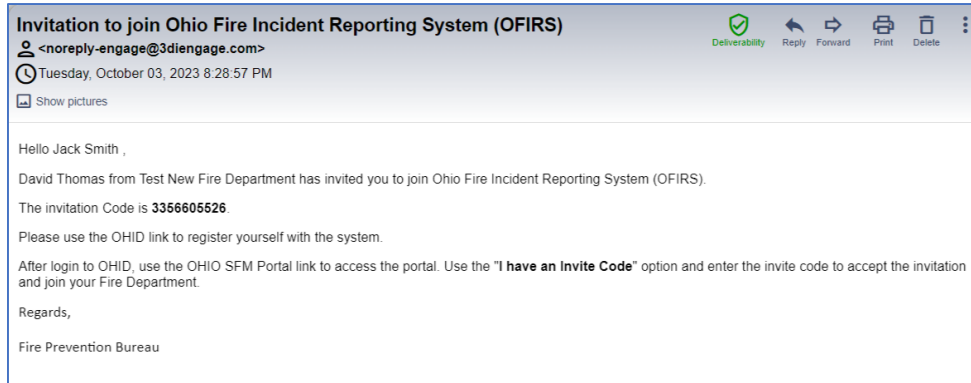 Invitation to join Ohio Fire Incident Reporting System (OFIRS)
<noreply-engage@3diengage.com>
Deliverability Reply Forward Print Delete
Tuesday, October 03, 2023 8:28:57 PM
Show pictures
Hello Jack Smith ,
David Thomas from Test New Fire Department has invited you to join Ohio Fire Incident Reporting System (OFIRS).
The invitation Code is 3356605526.
Please use the OHID link to register yourself with the system.
After login to OHID, use the OHIO SFM Portal link to access the portal. Use the "I have an Invite Code" option and enter the invite code to accept the invitation
and join your Fire Department.
Regards,
Fire Prevention Bureau